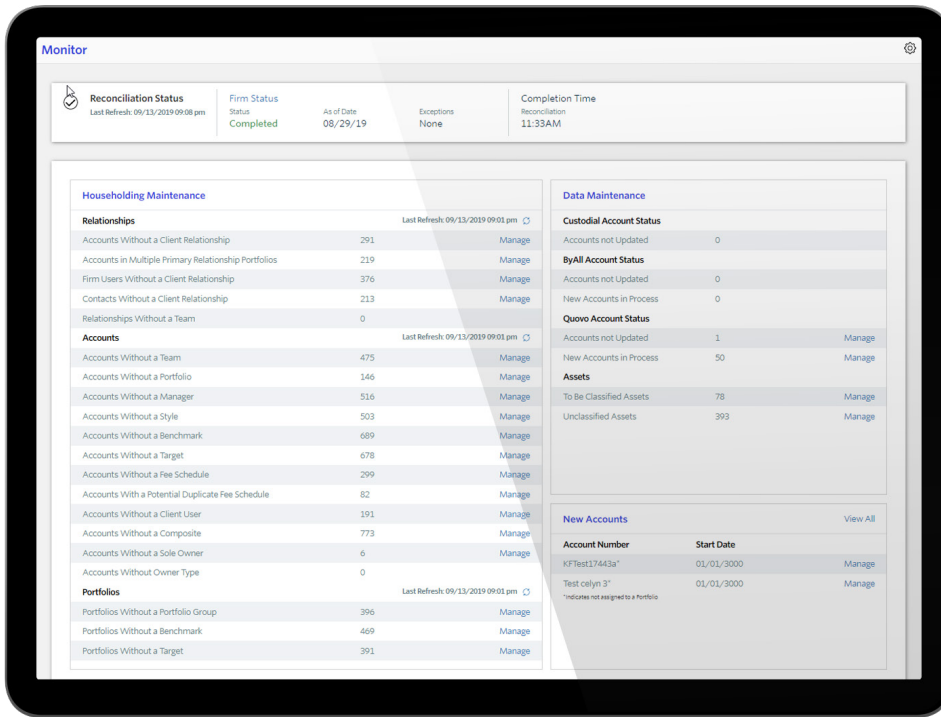 Monitor
Reconciliation Status
Last Refresh: 09/13/2019 09:08 pm
Firm Status
Status As of Date Exceptions
Completed 08/29/19 None
Completion Time
Reconciliation
11:33AM
Householding Maintenance
Relationships Last Refresh: 09/13/2019 09:01 pm
Accounts Without a Client Relationship 291 Manage
Accounts in Multiple Primary Relationship Portfolios 219 Manage
Firm Users Without a Client Relationship 376 Manage
Contacts Without a Client Relationship 213 Manage
Relationships Without a Team 0
Accounts Last Refresh: 09/13/2019 09:01 pm
Accounts Without a Team 475 Manage
Accounts Without a Portfolio 146 Manage
Accounts Without a Manager 516 Manage
Accounts Without a Style 503 Manage
Accounts Without a Benchmark 689 Manage
Accounts Without a Target 678 Manage
Accounts Without a Fee Schedule 299 Manage
Accounts With a Potential Duplicate Fee Schedule 82 Manage
Accounts Without a Client User 191 Manage
Accounts Without a Composite 773 Manage
Accounts Without a Sole Owner 6 Manage
Accounts Without Owner Type 0
Portfolios Last Refresh: 09/13/2019 09:01 pm
Portfolios Without a Portfolio Group 396 Manage
Portfolios Without a Benchmark 469 Manage
Portfolios Without a Target 391 Manage
Data Maintenance
Custodial Account Status
Accounts not Updated 0
ByAll Account Status
Accounts not Updated 0
New Accounts in Process 0
Quovo Account Status
Accounts not Updated 1 Manage
New Accounts in Process 50 Manage
Assets
To Be Classified Assets 78 Manage
Unclassified Assets 393 Manage
New Accounts View All
Account Number Start Date
KFTest17443a* 01/01/3000 Manage
Test celyn 3* 01/01/3000 Manage
*Indicates not assigned to a Portfolio